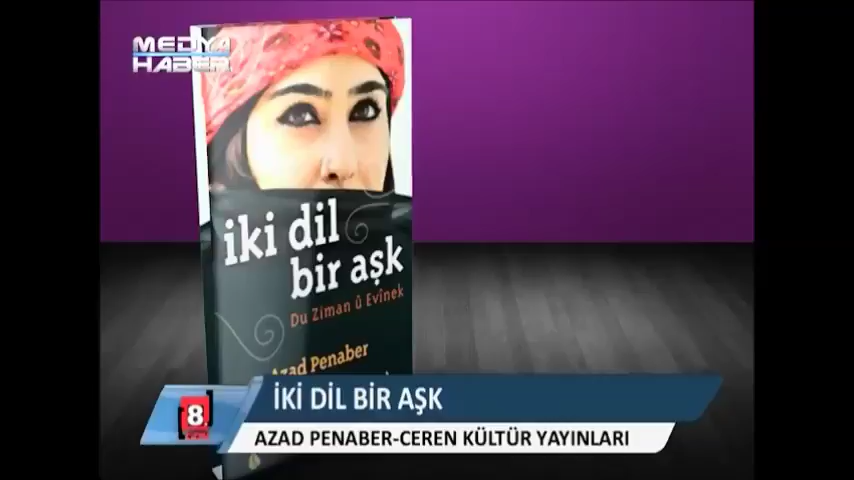 MEDYA
HABER
iki dil
bir aşk
Du Ziman û Evînek
Azad Penaber
8
İKİ DİL BİR AŞK
AZAD PENABER-CEREN KÜLTÜR YAYINLARI